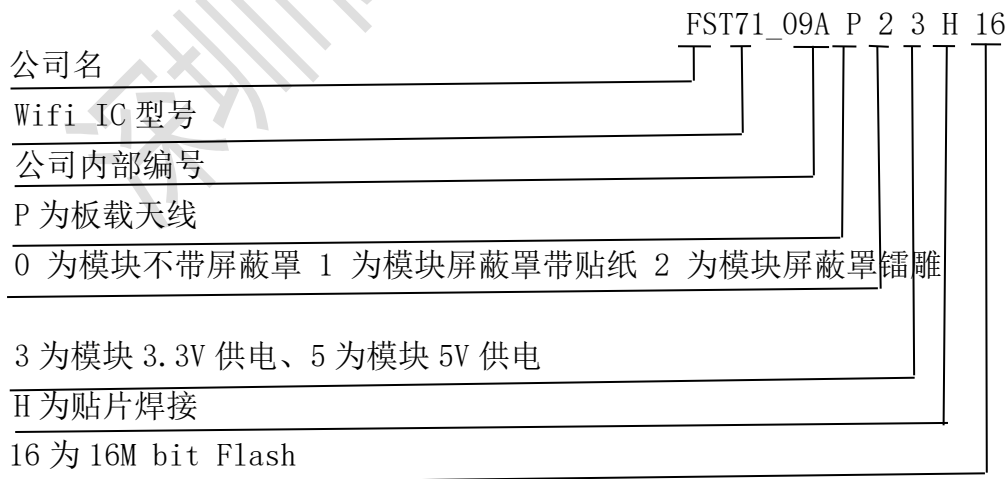 FST71_09A P 2 3 H 16
公司名
Wifi IC 型号
公司内部编号
P 为板载天线
0 为模块不带屏蔽罩 1 为模块屏蔽罩带贴纸 2 为模块屏蔽罩镭雕
3 为模块 3.3V 供电、5 为模块 5V 供电
H 为贴片焊接
16 为 16M bit Flash
深圳